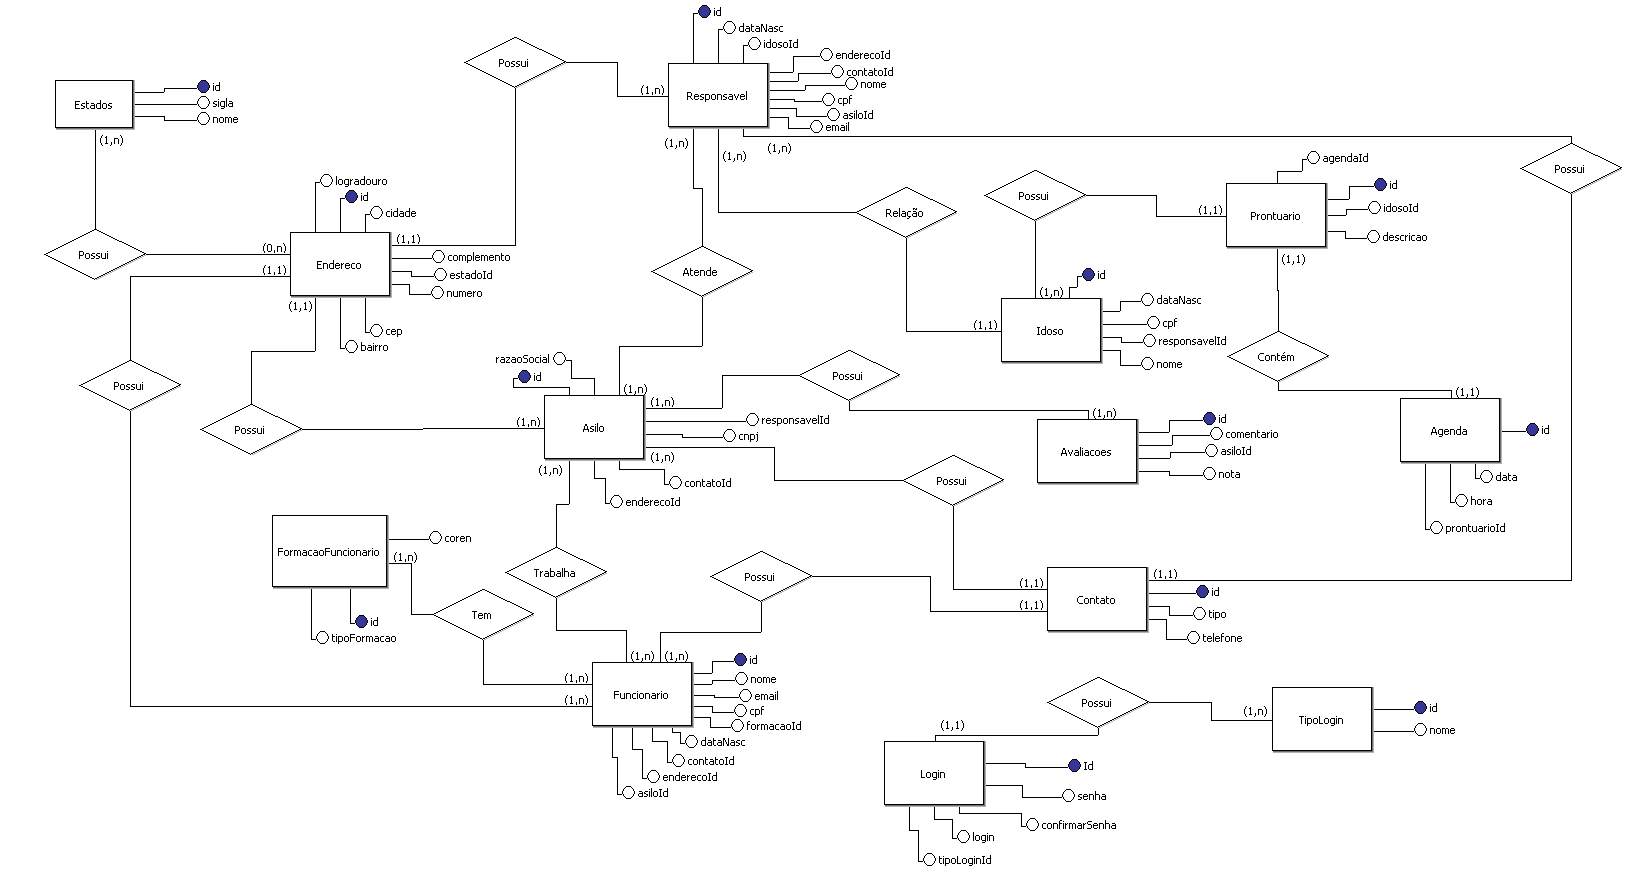 id
dataNasc
idosoId
enderecoId
contatoId
nome
cpf
asiloId
email
Responsavel
(1,n)
(1,n)
(1,n)
(1,n)
Possui
Estados
id
sigla
nome
(1,n)
Possui
logradouro
id
cidade
Endereco
(0,n)
(1,1)
(1,1)
(1,1)
complemento
estadoId
numero
cep
bairro
Possui
Possui
Atende
Relação
Possui
Possui
agendaId
id
idosoId
descricao
Prontuario
(1,1)
(1,1)
id
dataNasc
cpf
responsavelId
nome
Idoso
(1,n)
(1,1)
Contém
razaoSocial
id
Asilo
(1,n)
(1,n)
(1,n)
(1,n)
(1,n)
responsavelId
cnpj
contatoId
enderecoId
Possui
(1,n)
Avaliacoes
id
comentario
asiloId
nota
(1,1)
Agenda
id
data
hora
prontuarioId
Possui
FormacaoFuncionario
coren
(1,n)
id
tipoFormacao
Tem
Trabalha
Possui
(1,1)
(1,1)
(1,1)
Contato
id
tipo
telefone
(1,n)
(1,n)
(1,n)
(1,n)
Funcionario
id
nome
email
cpf
formacaoId
dataNasc
contatoId
enderecoId
asiloId
Possui
(1,1)
(1,n)
TipoLogin
id
nome
Login
Id
senha
confirmarSenha
login
tipoLoginId